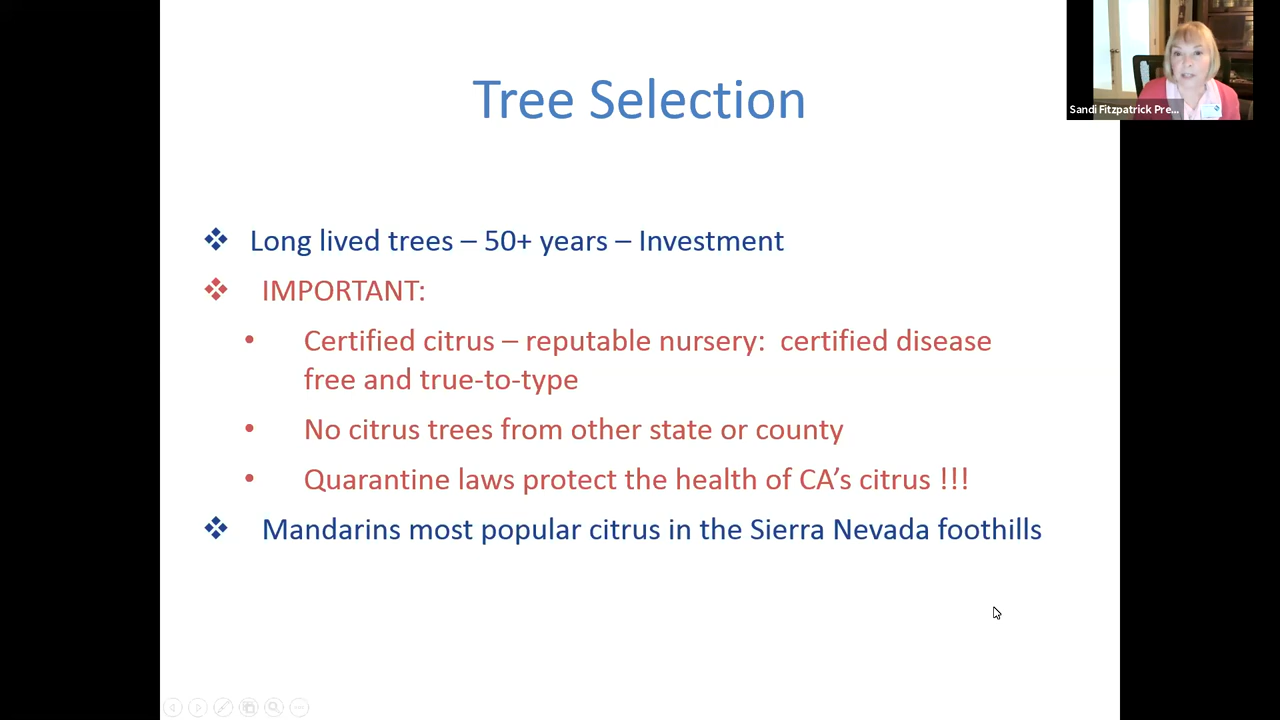 Sandi Fitzpatrick Pre...
Tree Selection
❖ Long lived trees – 50+ years – Investment
❖ IMPORTANT:
• Certified citrus – reputable nursery:  certified disease
free and true-to-type
• No citrus trees from other state or county
• Quarantine laws protect the health of CA’s citrus !!!
❖ Mandarins most popular citrus in the Sierra Nevada foothills